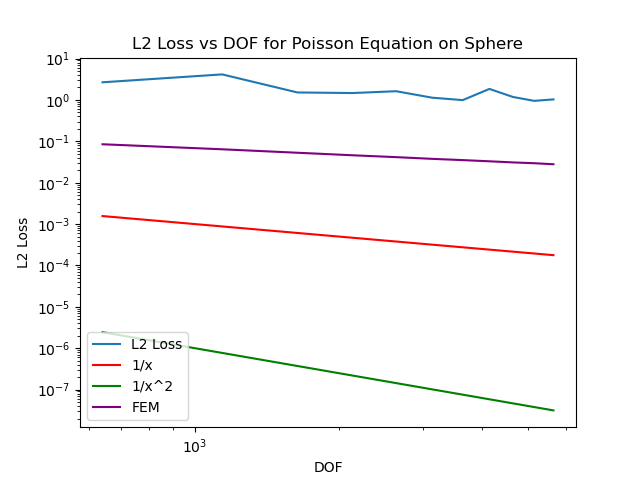 L2 Loss vs DOF for Poisson Equation on Sphere
L2 Loss
10^1
10^0
10^−1
10^−2
10^−3
10^−4
10^−5
10^−6
10^−7
L2 Loss
1/x
1/x^2
FEM
10^3
DOF